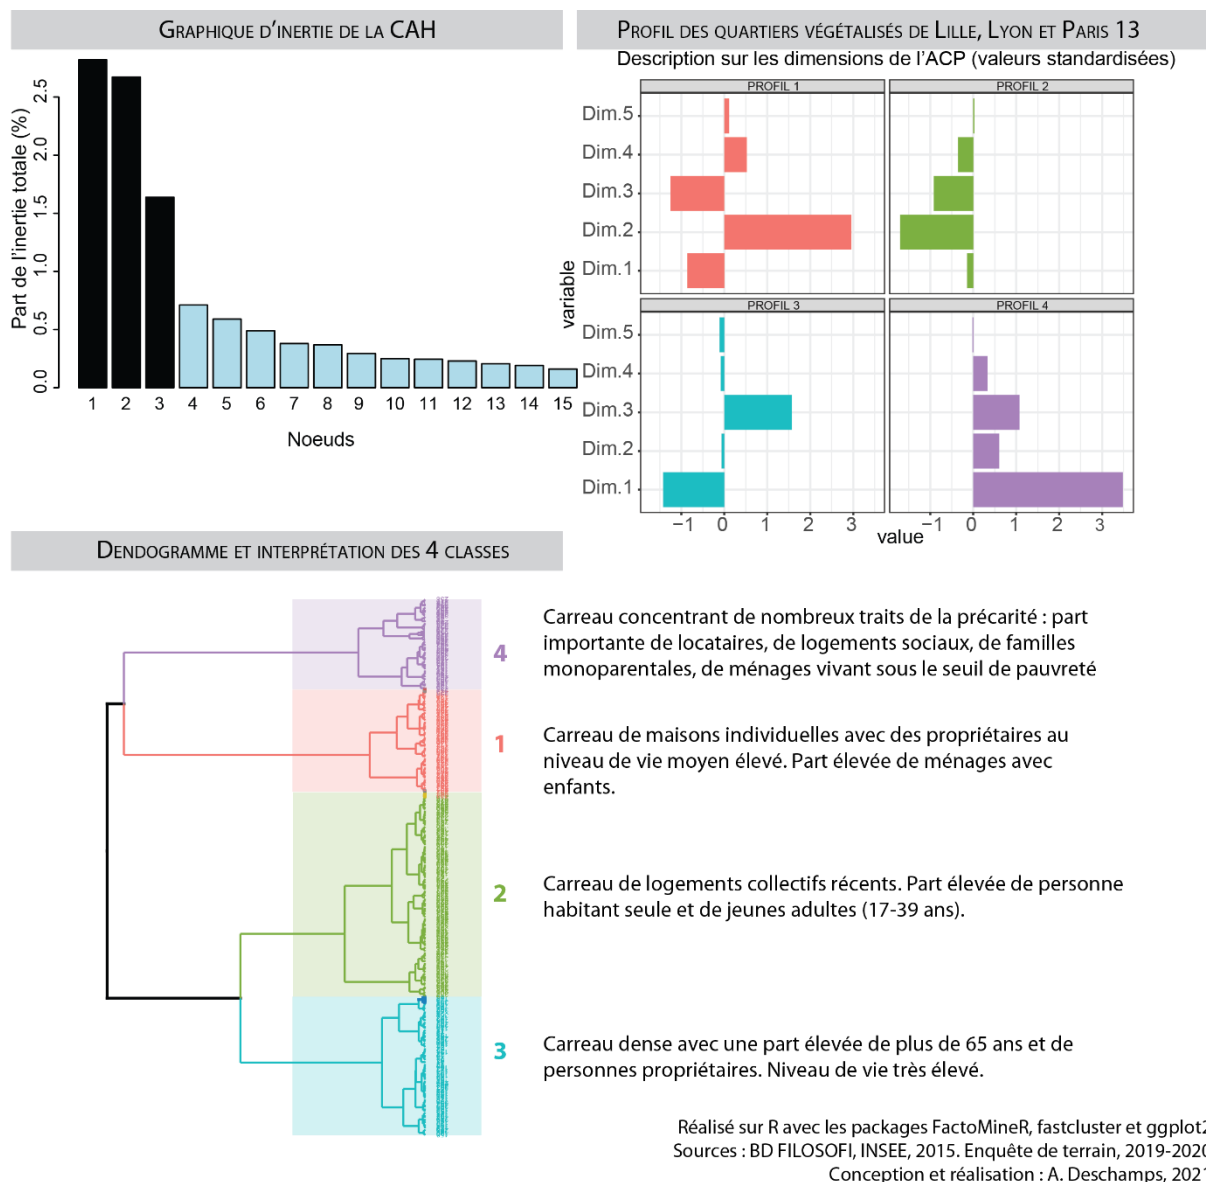 GRAPHIQUE D'INERTIE DE LA CAH
Part de l'inertie totale (%)
2.5
2.0
1.5
1.0
0.5
0.0
1 2 3 4 5 6 7 8 9 10 11 12 13 14 15
Noeuds
PROFIL DES QUARTIERS VÉGÉTALISÉS DE LILLE, LYON ET PARIS 13
Description sur les dimensions de l'ACP (valeurs standardisées)
PROFIL 1 PROFIL 2
Dim.5
Dim.4
Dim.3
Dim.2
Dim.1
variable
PROFIL 3 PROFIL 4
Dim.5
Dim.4
Dim.3
Dim.2
Dim.1
−1 0 1 2 3 −1 0 1 2 3
value
DENDOGRAMME ET INTERPRÉTATION DES 4 CLASSES
4
Carreau concentrant de nombreux traits de la précarité : part
importante de locataires, de logements sociaux, de familles
monoparentales, de ménages vivant sous le seuil de pauvreté
1
Carreau de maisons individuelles avec des propriétaires au
niveau de vie moyen élevé. Part élevée de ménages avec
enfants.
2
Carreau de logements collectifs récents. Part élevée de personne
habitant seule et de jeunes adultes (17-39 ans).
3
Carreau dense avec une part élevée de plus de 65 ans et de
personnes propriétaires. Niveau de vie très élevé.
Réalisé sur R avec les packages FactoMineR, fastcluster et ggplot2
Sources : BD FILOSOFI, INSEE, 2015. Enquête de terrain, 2019-2020
Conception et réalisation : A. Deschamps, 2021